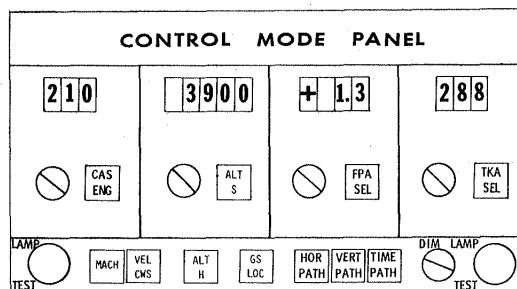 CONTROL MODE PANEL
210
3900
+ 1.3
288
CAS
ENG
ALT
S
FPA
SEL
TKA
SEL
LAMP
TEST
MACH
VEL
CWS
ALT
H
GS
LOC
HOR
PATH
VERT
PATH
TIME
PATH
DIM
LAMP
TEST